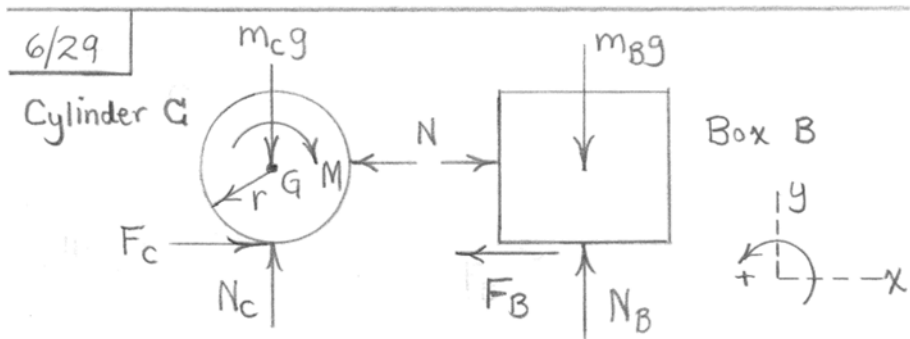 6/29
m_C g
m_B g
Cylinder C
N
Box B
G
M
r
F_C
N_C
F_B
N_B
y
+
x